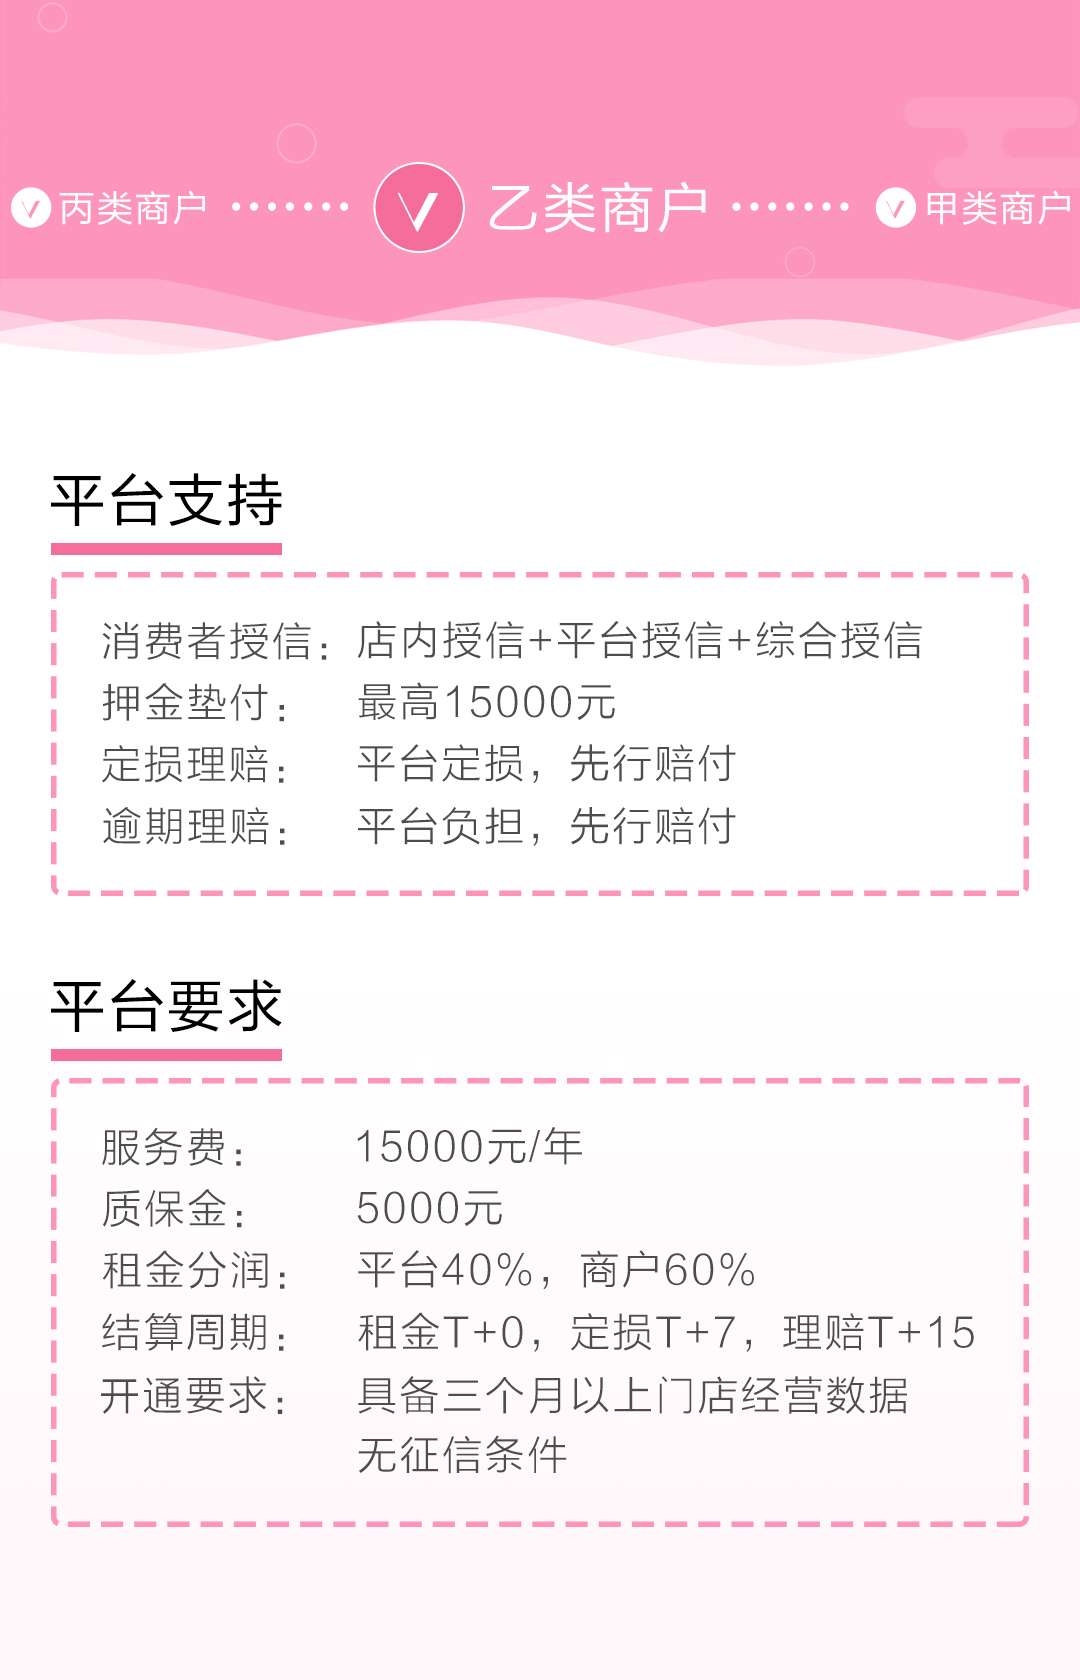 丙类商户 ······· 乙类商户 ······· 甲类商户
平台支持
消费者授信: 店内授信+平台授信+综合授信
押金垫付: 最高15000元
定损理赔: 平台定损，先行赔付
逾期理赔: 平台负担，先行赔付
平台要求
服务费: 15000元/年
质保金: 5000元
租金分润: 平台40%，商户60%
结算周期: 租金T+0，定损T+7，理赔T+15
开通要求: 具备三个月以上门店经营数据
无征信条件